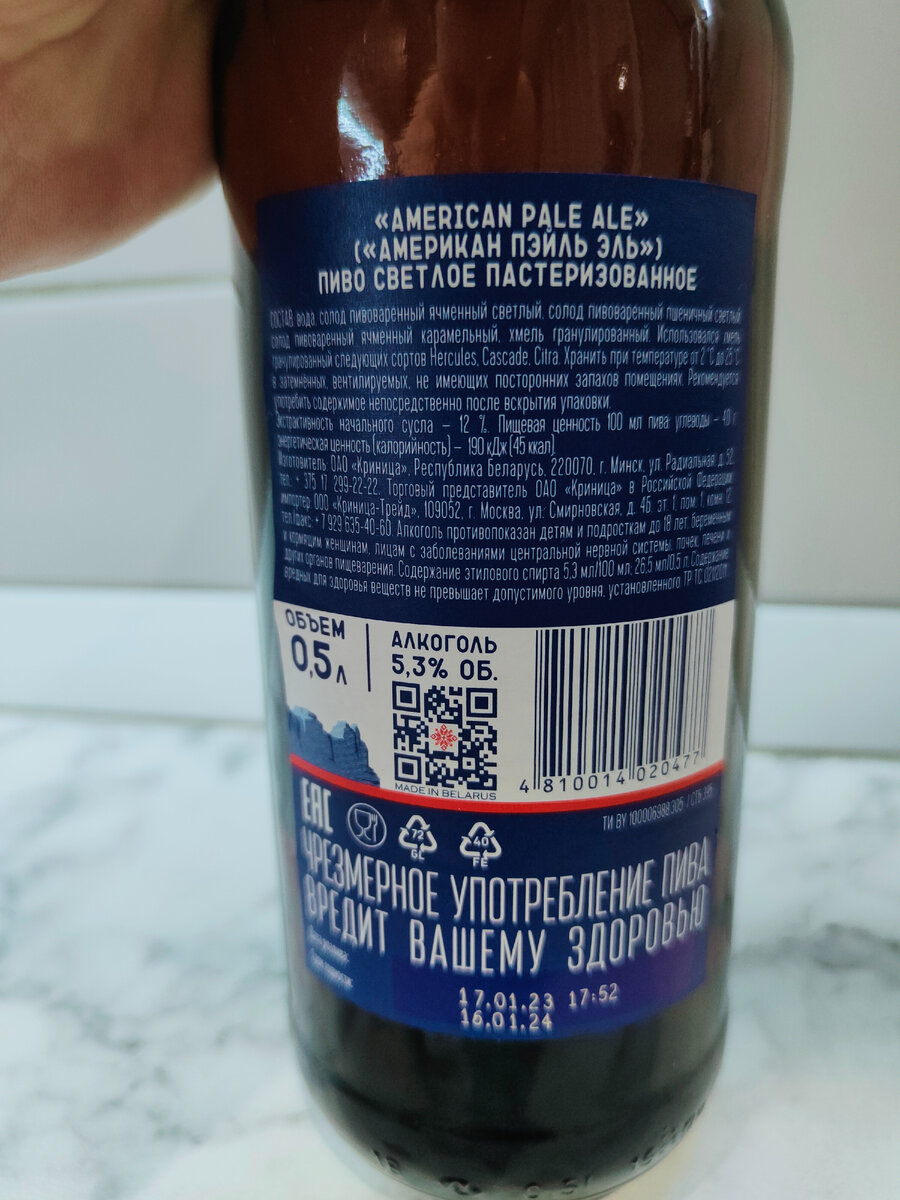 «AMERICAN PALE ALE»
(«АМЕРИКАН ПЭЙЛЬ ЭЛЬ»)
ПИВО СВЕТЛОЕ ПАСТЕРИЗОВАННОЕ
СОСТАВ: вода, солод пивоваренный ячменный светлый, солод пивоваренный пшеничный светлый,
солод пивоваренный ячменный карамельный, хмель гранулированный. Использовался хмель
гранулированный следующих сортов Hercules, Cascade, Citra. Хранить при температуре от 2˚С до 25˚С
в затемнённых, вентилируемых, не имеющих посторонних запахов помещениях. Рекомендуется
употребить содержимое непосредственно после вскрытия упаковки.
Экстрактивность начального сусла – 12 %. Пищевая ценность 100 мл пива: углеводы – 4,0 г,
энергетическая ценность (калорийность) – 190 кДж (45 ккал).
Изготовитель ОАО «Криница», Республика Беларусь, 220070, г. Минск, ул. Радиальная, д. 52,
тел.: + 375 17 299-22-22. Торговый представитель ОАО «Криница» в Российской Федерации
импортер ООО «Криница-Трейд», 109052, г. Москва, ул. Смирновская, д. 4Б, эт. 1, пом. 1, комн. 12
тел./факс: +7 929 635-40-60. Алкоголь противопоказан детям и подросткам до 18 лет, беременным
и кормящим женщинам, лицам с заболеваниями центральной нервной системы, почек, печени и
других органов пищеварения. Содержание этилового спирта 5,3 мл/100 мл; 26,5 мл/0,5 л. Содержание
вредных для здоровья веществ не превышает допустимого уровня, установленного ТР ТС 021/2011.
ОБЪЕМ
0,5 л
АЛКОГОЛЬ
5,3% ОБ.
MADE IN BELARUS
4 810014 020477
ТИ BY 100006988.305 / СТБ 395
EAC
72
GL
40
FE
ЧРЕЗМЕРНОЕ УПОТРЕБЛЕНИЕ ПИВА
ВРЕДИТ ВАШЕМУ ЗДОРОВЬЮ
Дата розлива:
17.01.23 17:52
16.01.24